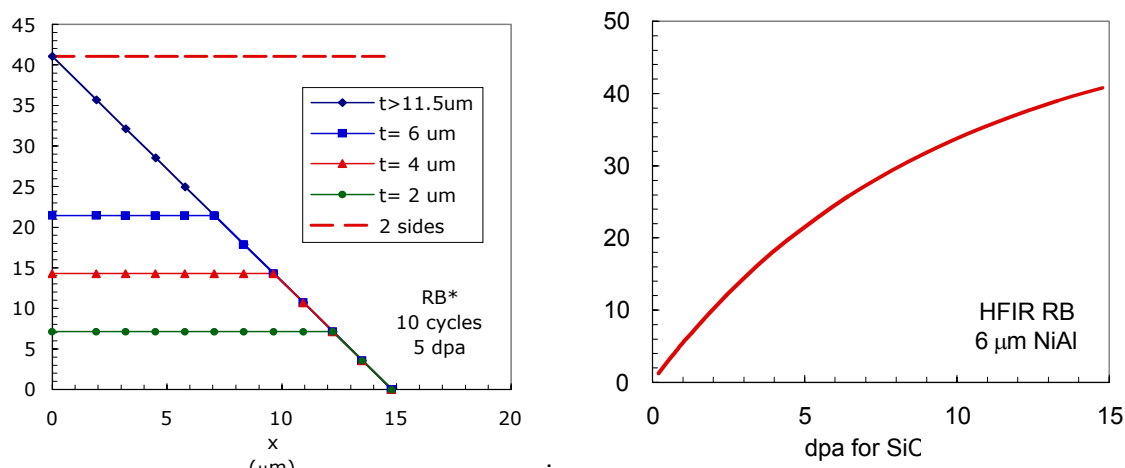 45
40
35
30
25
20
15
10
5
0
t>11.5um
t= 6 um
t= 4 um
t= 2 um
2 sides
RB*
10 cycles
5 dpa
0 5 10 15 20
x
(μm)
50
40
30
20
10
0
HFIR RB
6 μm NiAl
0 5 10 15
dpa for SiC